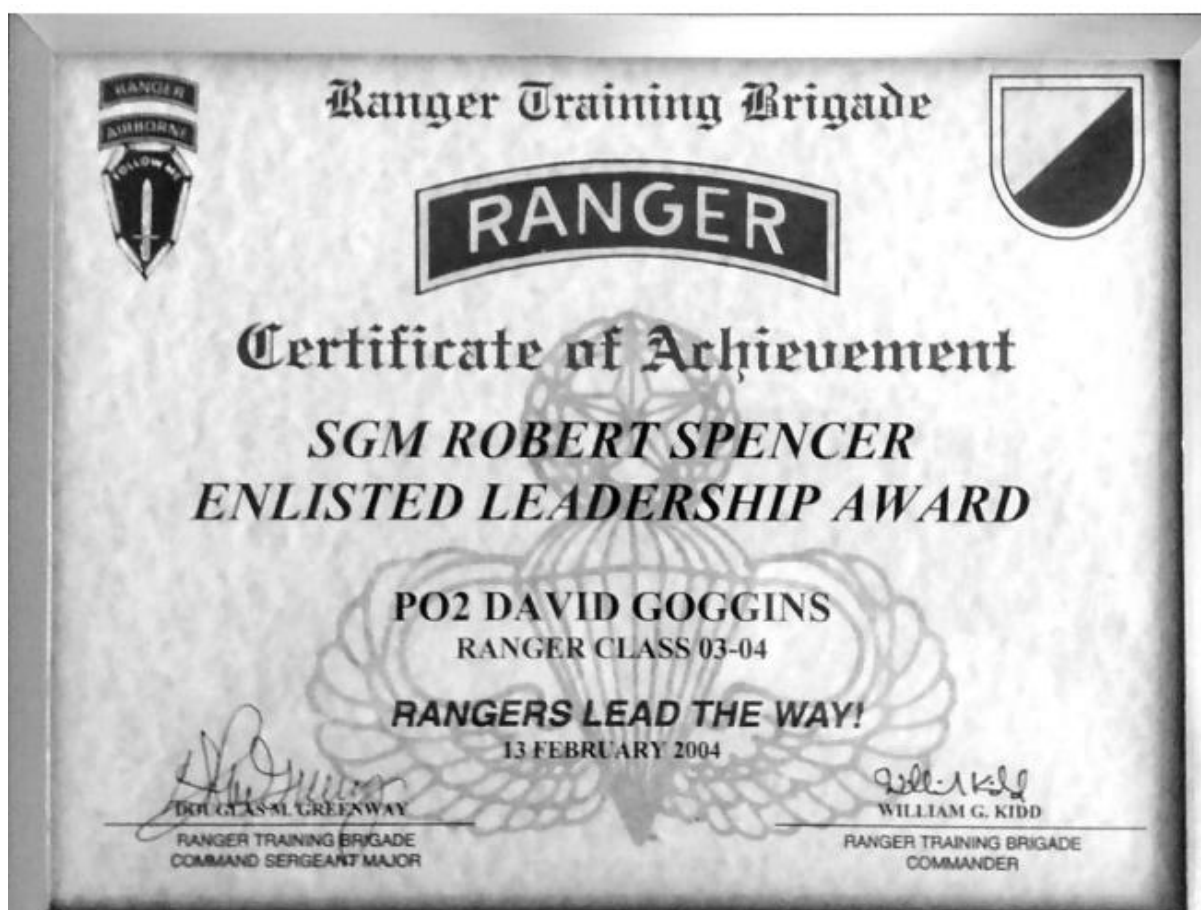 RANGER
AIRBORNE
FOLLOW ME
Ranger Training Brigade
RANGER
Certificate of Achievement
SGM ROBERT SPENCER
ENLISTED LEADERSHIP AWARD
PO2 DAVID GOGGINS
RANGER CLASS 03-04
RANGERS LEAD THE WAY!
13 FEBRUARY 2004
DOUGLAS M. GREENWAY
RANGER TRAINING BRIGADE
COMMAND SERGEANT MAJOR
William Kidd
WILLIAM G. KIDD
RANGER TRAINING BRIGADE
COMMANDER